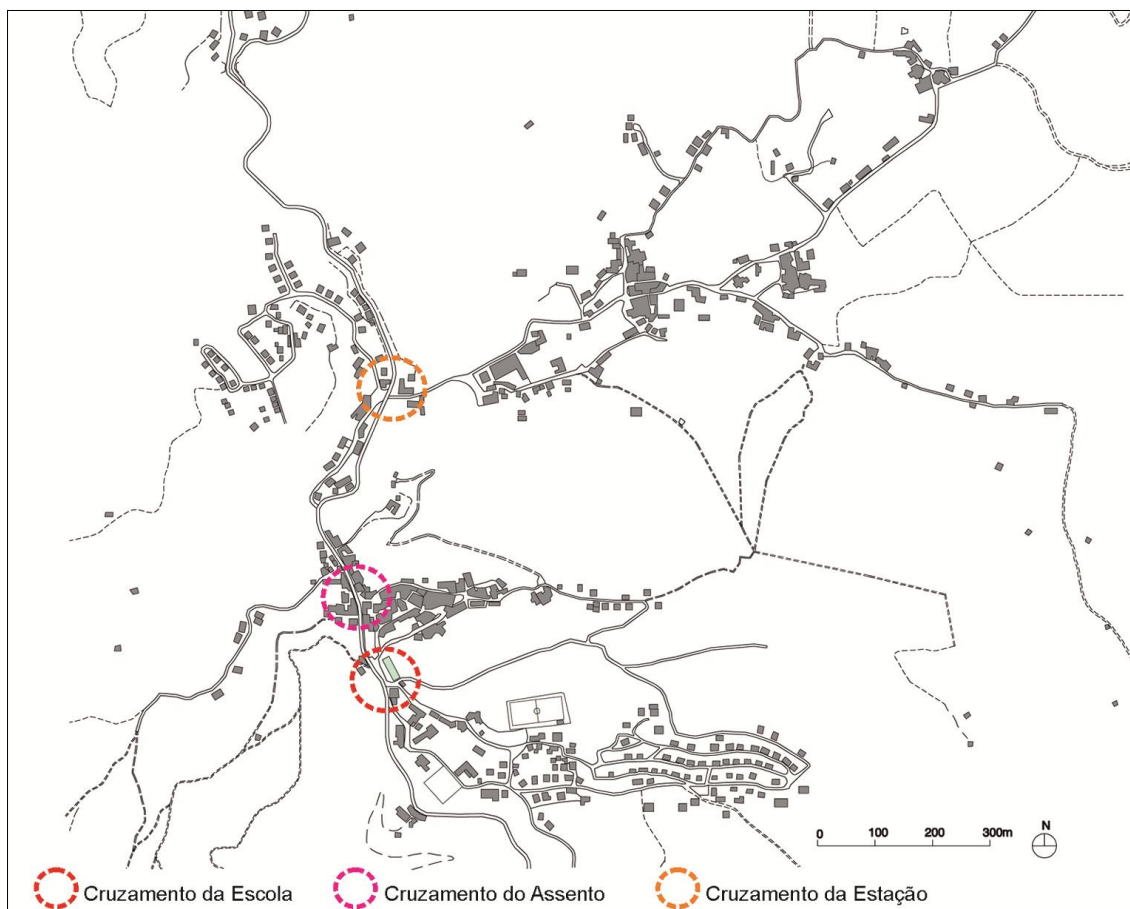 N
0 100 200 300m
Cruzamento da Escola
Cruzamento do Assento
Cruzamento da Estação